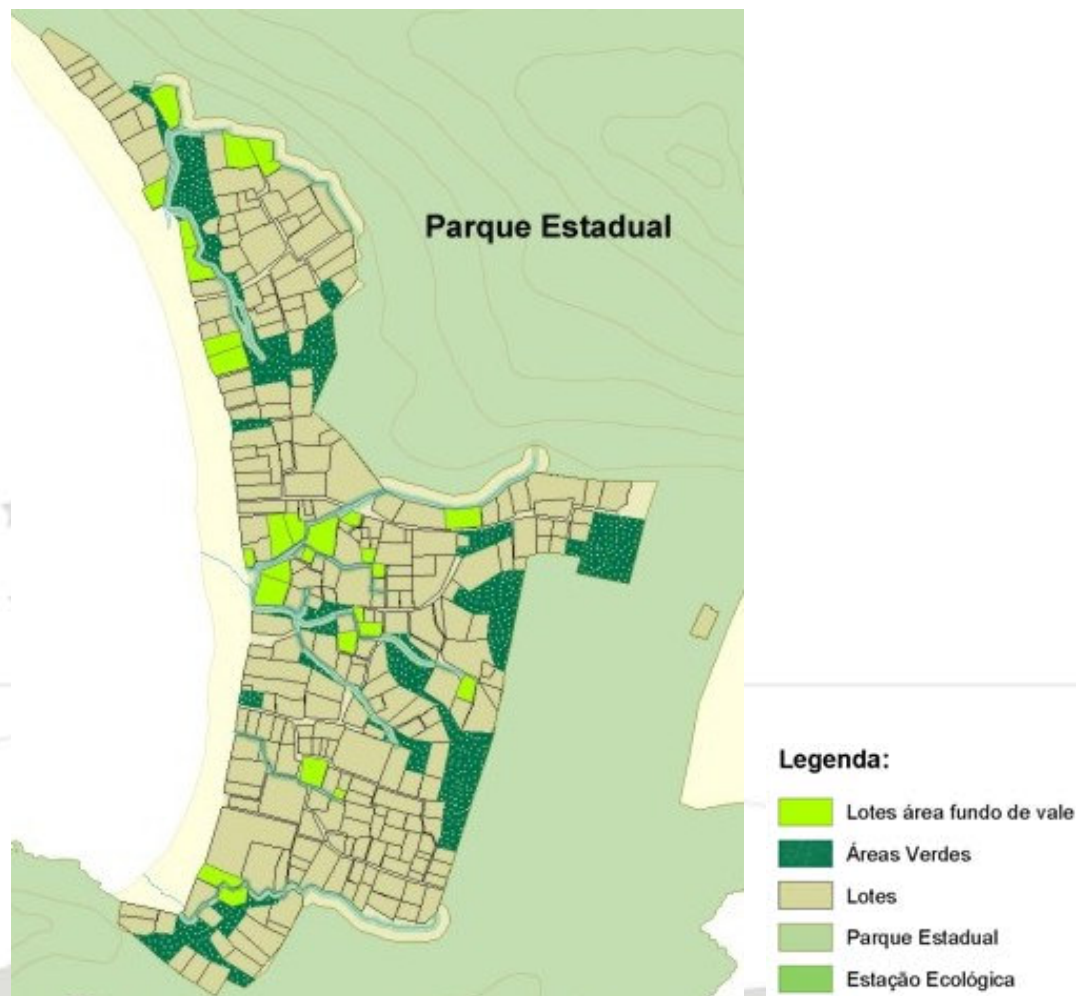 Parque Estadual
Legenda:
Lotes área fundo de vale
Áreas Verdes
Lotes
Parque Estadual
Estação Ecológica